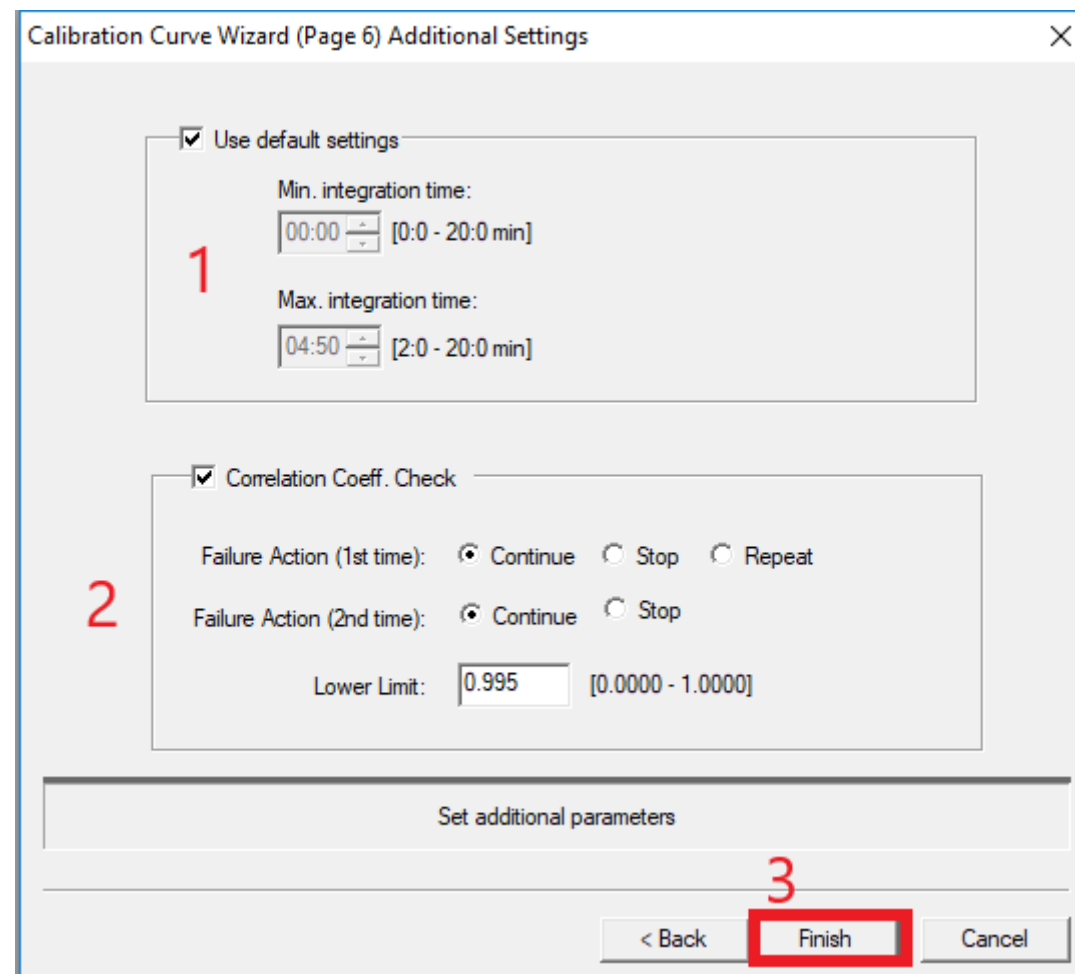 Calibration Curve Wizard (Page 6) Additional Settings
Use default settings
Min. integration time:
00:00 [0:0 - 20:0 min]
1
Max. integration time:
04:50 [2:0 - 20:0 min]
Correlation Coeff. Check
Failure Action (1st time): Continue Stop Repeat
2
Failure Action (2nd time): Continue Stop
Lower Limit: 0.995 [0.0000 - 1.0000]
Set additional parameters
3
< Back Finish Cancel